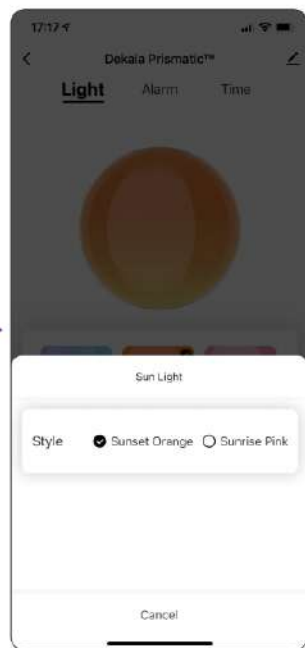 17:17
Dekala Prismatic™
Light Alarm Time
Sun Light
Style Sunset Orange Sunrise Pink
Cancel